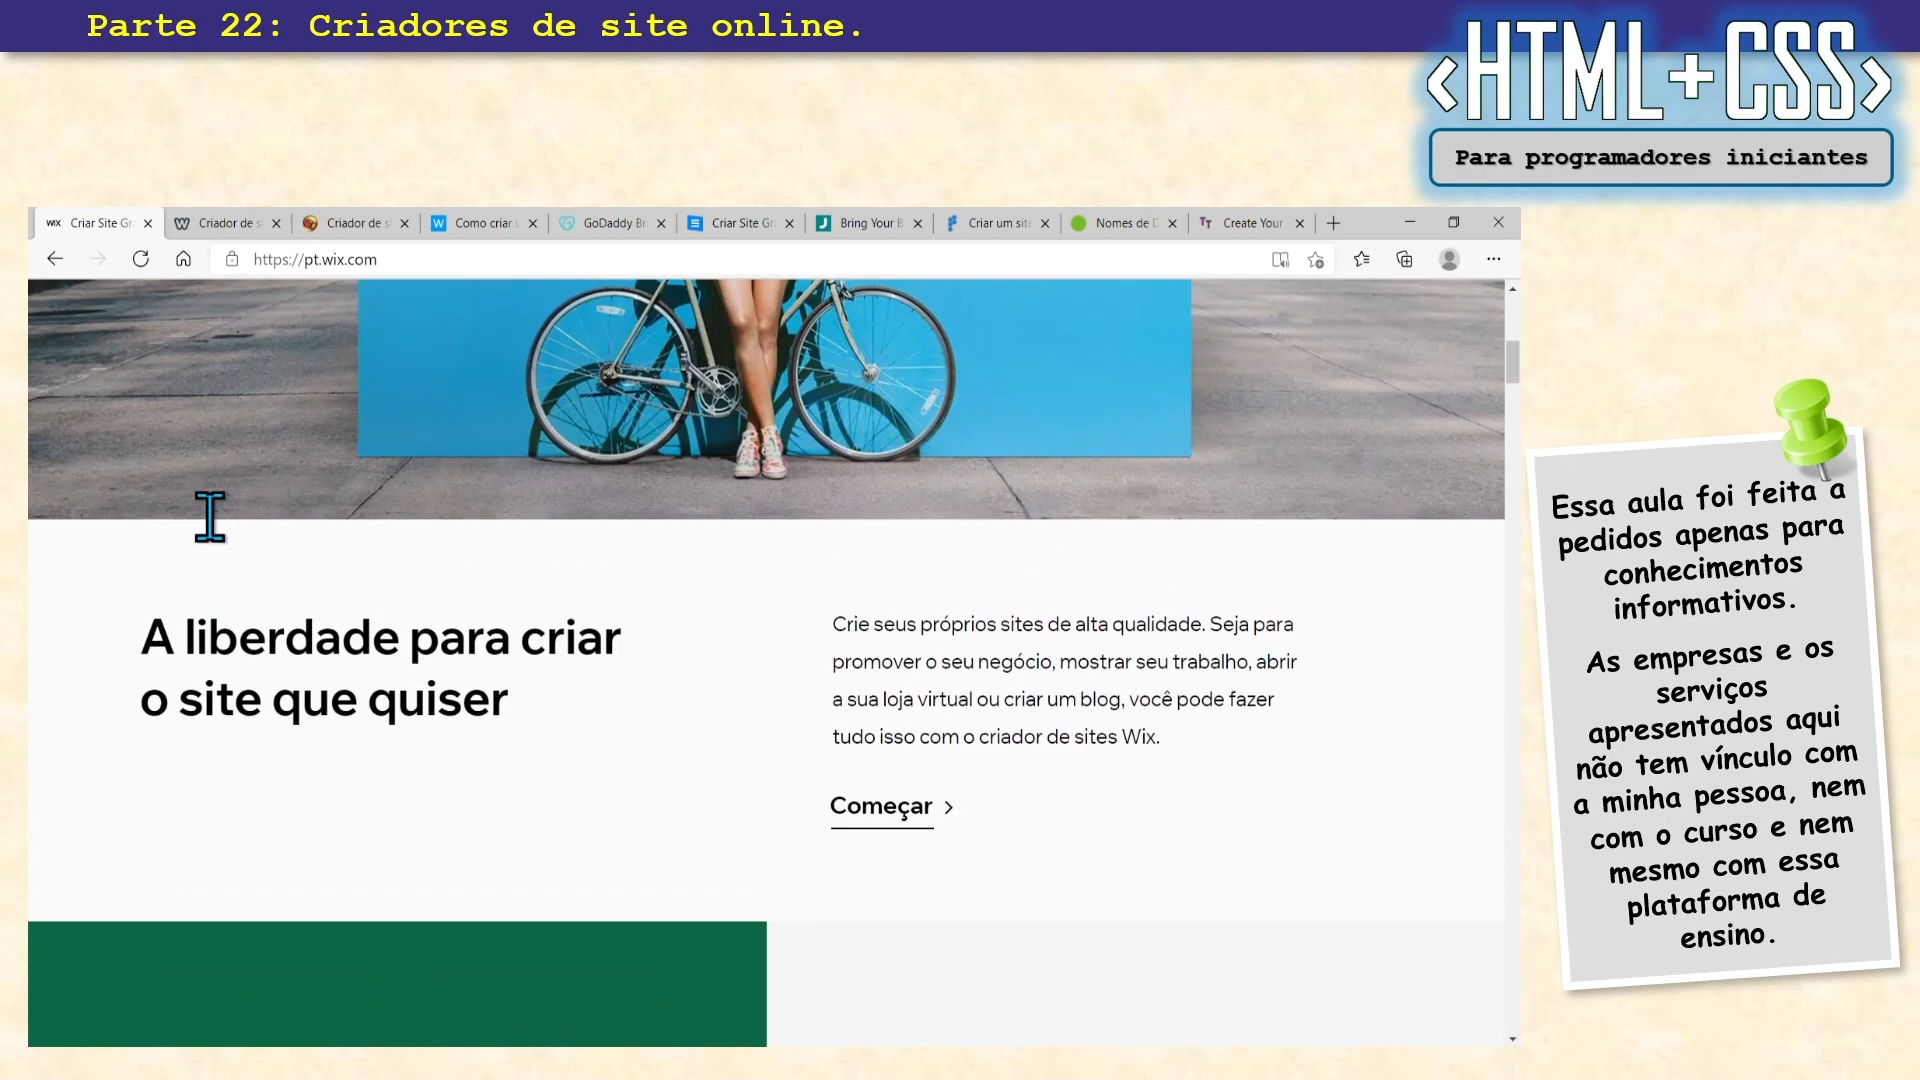 Parte 22: Criadores de site online.
<HTML+CSS>
Para programadores iniciantes
WIX Criar Site Gr
Criador de s
Criador de s
Como criar
GoDaddy Br
Criar Site Gr
Bring Your B
Criar um site
Nomes de D
Create Your
https://pt.wix.com
A liberdade para criar
o site que quiser
Crie seus próprios sites de alta qualidade. Seja para
promover o seu negócio, mostrar seu trabalho, abrir
a sua loja virtual ou criar um blog, você pode fazer
tudo isso com o criador de sites Wix.
Começar >
Essa aula foi feita a
pedidos apenas para
conhecimentos
informativos.
As empresas e os
serviços
apresentados aqui
não tem vínculo com
a minha pessoa, nem
com o curso e nem
mesmo com essa
plataforma de
ensino.